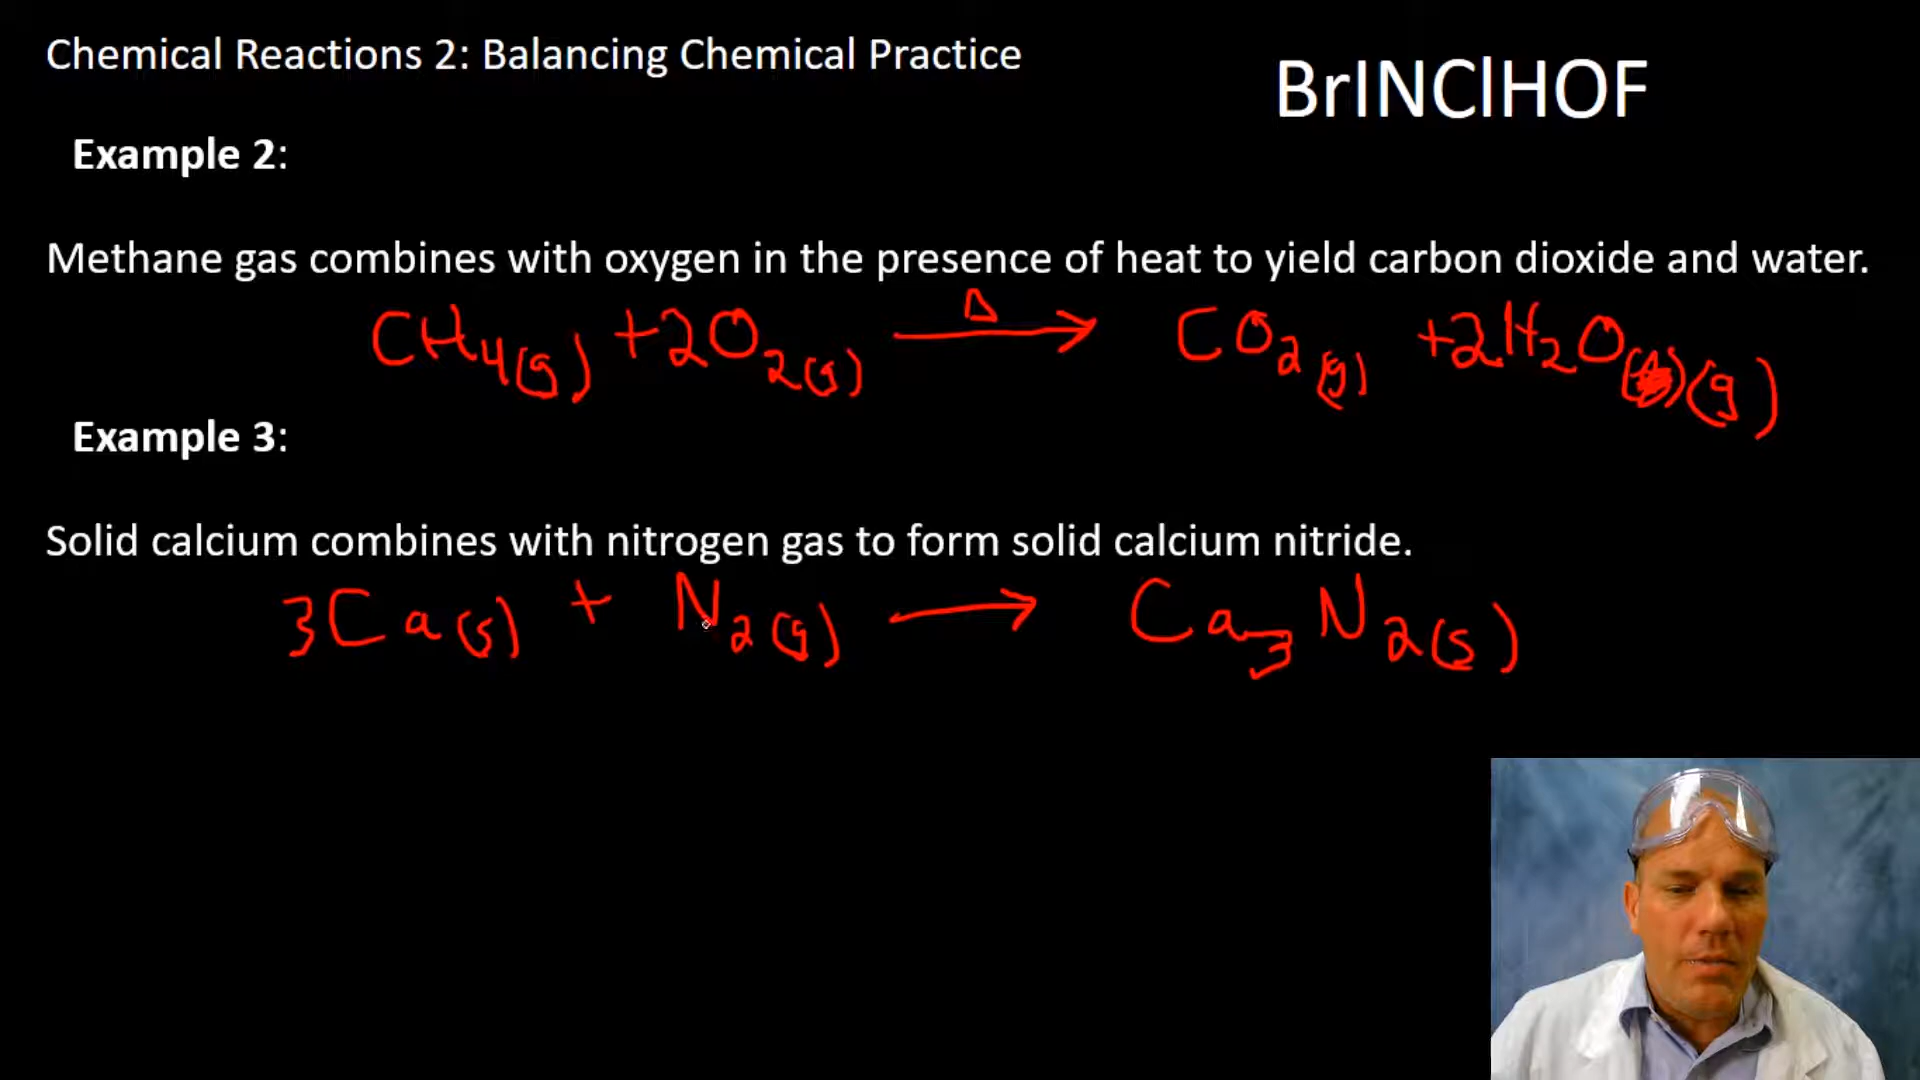 Chemical Reactions 2: Balancing Chemical Practice
BrINClHOF
Example 2:
Methane gas combines with oxygen in the presence of heat to yield carbon dioxide and water.
CH₄(g) + 2O₂(g) —Δ→ CO₂(g) + 2H₂O(g)
Example 3:
Solid calcium combines with nitrogen gas to form solid calcium nitride.
3Ca(s) + N₂(g) → Ca₃N₂(s)